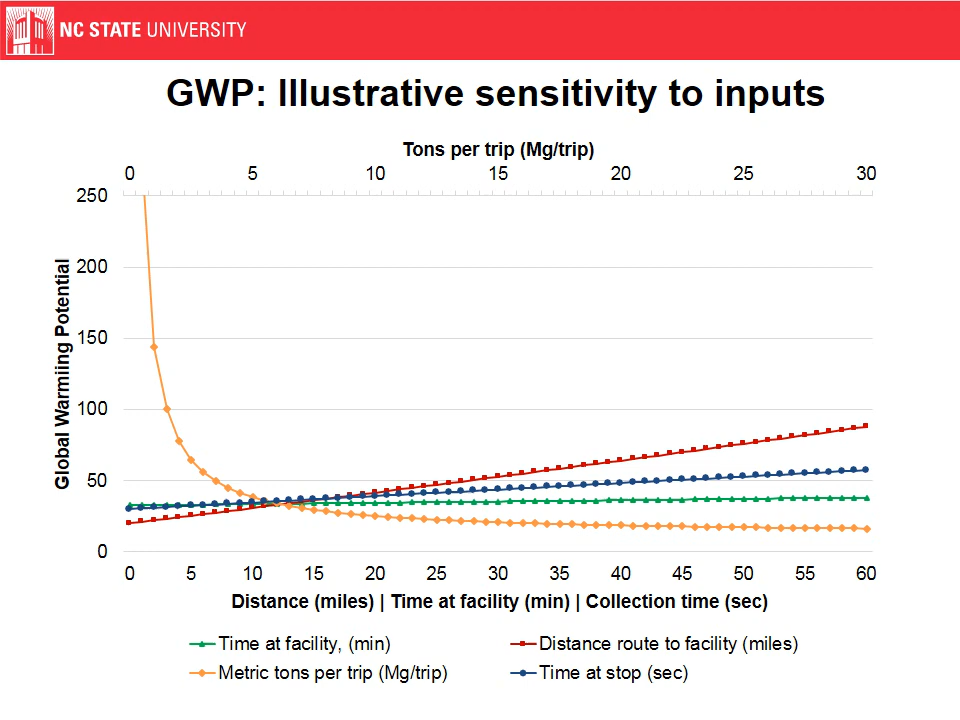 NC STATE UNIVERSITY
GWP: Illustrative sensitivity to inputs
Tons per trip (Mg/trip)
0 5 10 15 20 25 30
250
200
150
100
50
0
Global Warmiing Potential
0 5 10 15 20 25 30 35 40 45 50 55 60
Distance (miles) | Time at facility (min) | Collection time (sec)
Time at facility, (min)
Distance route to facility (miles)
Metric tons per trip (Mg/trip)
Time at stop (sec)